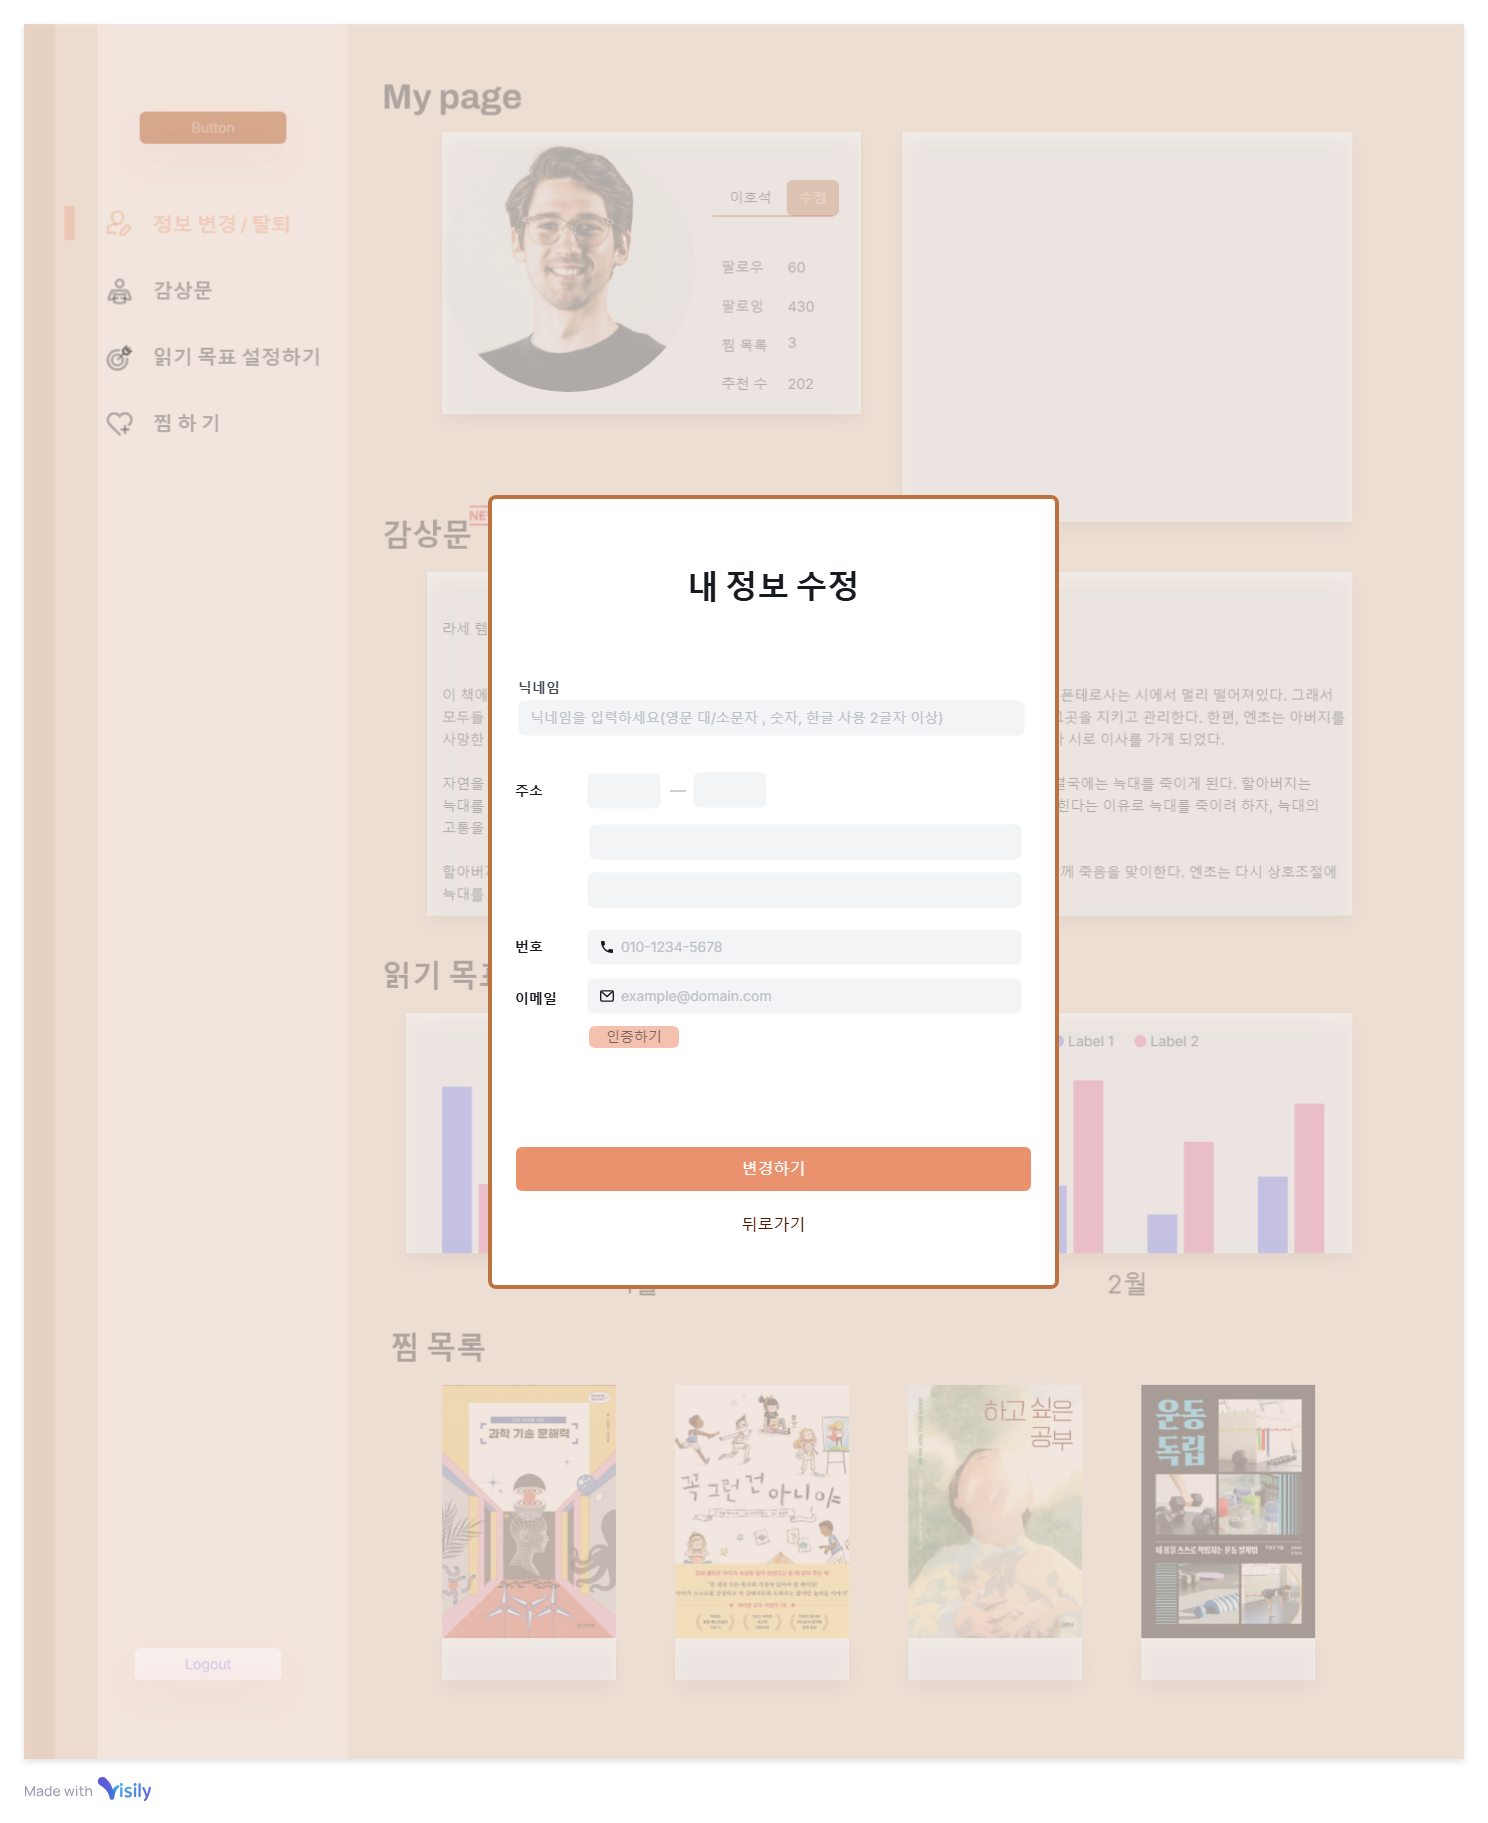 My page
Button
정보 변경 / 탈퇴
감상문
읽기 목표 설정하기
찜 하 기
Logout
이호석
수정
팔로우 60
팔로잉 430
찜 목록 3
추천 수 202
감상문
라세 렘
이 책에
폰테로사는 시에서 멀리 떨어져있다. 그래서
모두들
곳을 지키고 관리한다. 한편, 엔초는 아버지를
사망한
시로 이사를 가게 되었다.
자연을
결국에는 늑대를 죽이게 된다. 할아버지는
늑대를
힌다는 이유로 늑대를 죽이려 하자, 늑대의
고통을
할아버지
께 죽음을 맞이한다. 엔초는 다시 상호조절에
늑대를
내 정보 수정
닉네임
닉네임을 입력하세요(영문 대/소문자 , 숫자, 한글 사용 2글자 이상)
주소
—
번호
010-1234-5678
이메일
example@domain.com
인증하기
변경하기
뒤로가기
읽기 목표
Label 1
Label 2
2월
찜 목록
과학 기술 문해력
꼭 그런 건 아니야
하고 싶은
공부
운동
독립
Made with Visily